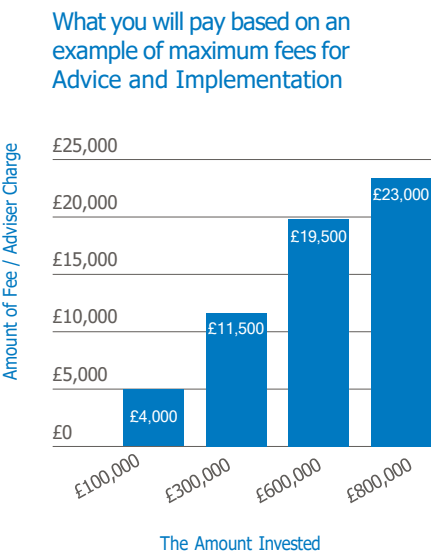 What you will pay based on an
example of maximum fees for
Advice and Implementation
Amount of Fee / Adviser Charge
£25,000
£20,000
£15,000
£10,000
£5,000
£0
£4,000
£11,500
£19,500
£23,000
£100,000
£300,000
£600,000
£800,000
The Amount Invested